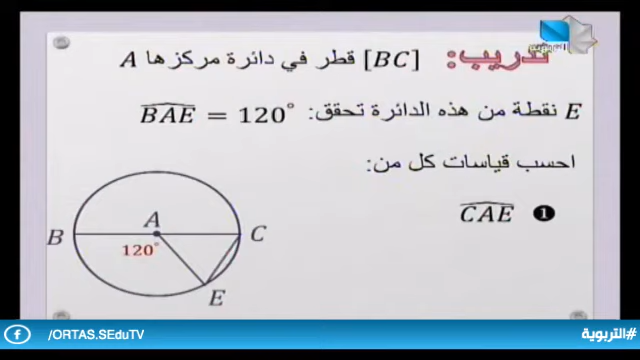 التربوية
تدريب: [BC] قطر في دائرة مركزها A
E نقطة من هذه الدائرة تحقق: BAE = 120°
احسب قياسات كل من:
❶ CAE
A
B
C
120°
E
/ORTAS.SEduTV
#التربوية